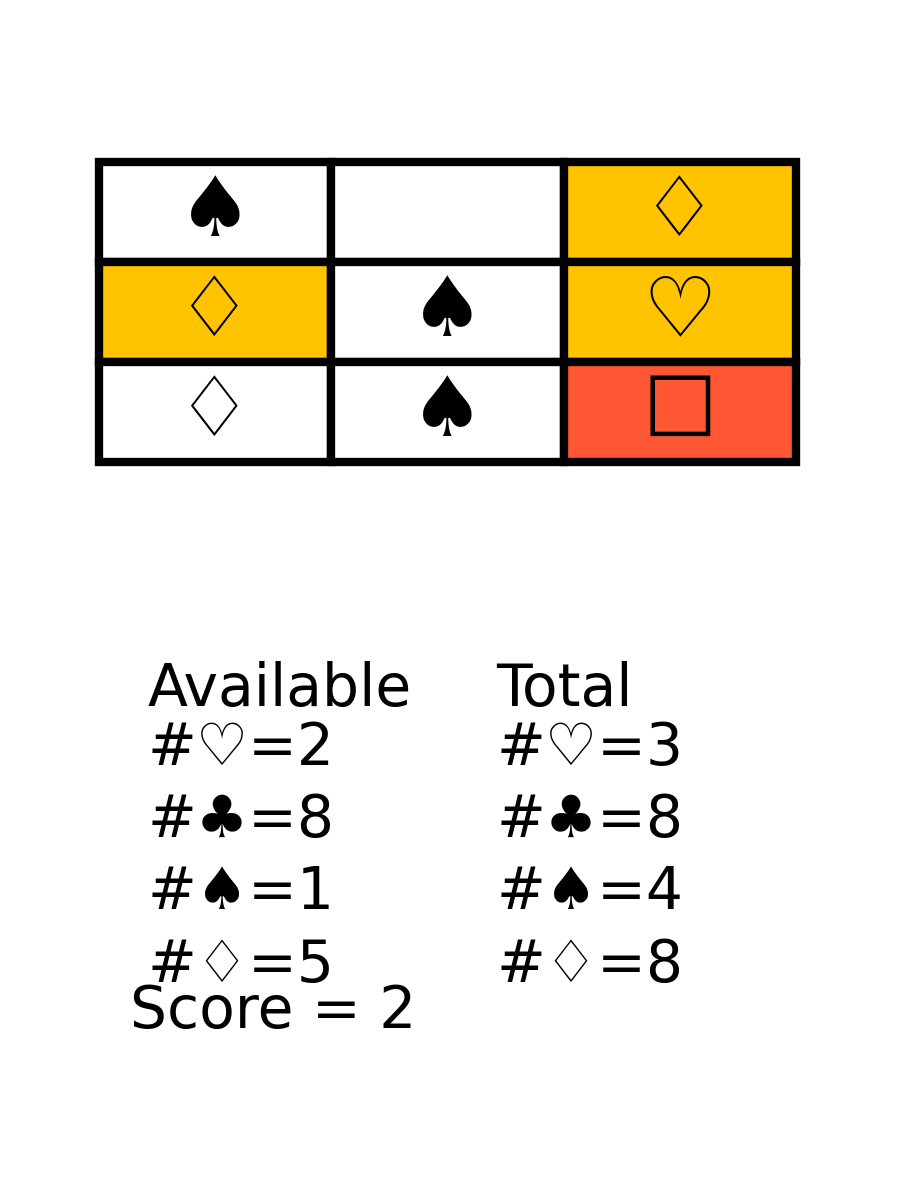 ♠ ♢
♢ ♠ ♡
♢ ♠ □
Available Total
#♡=2 #♡=3
#♣=8 #♣=8
#♠=1 #♠=4
#♢=5 #♢=8
Score = 2